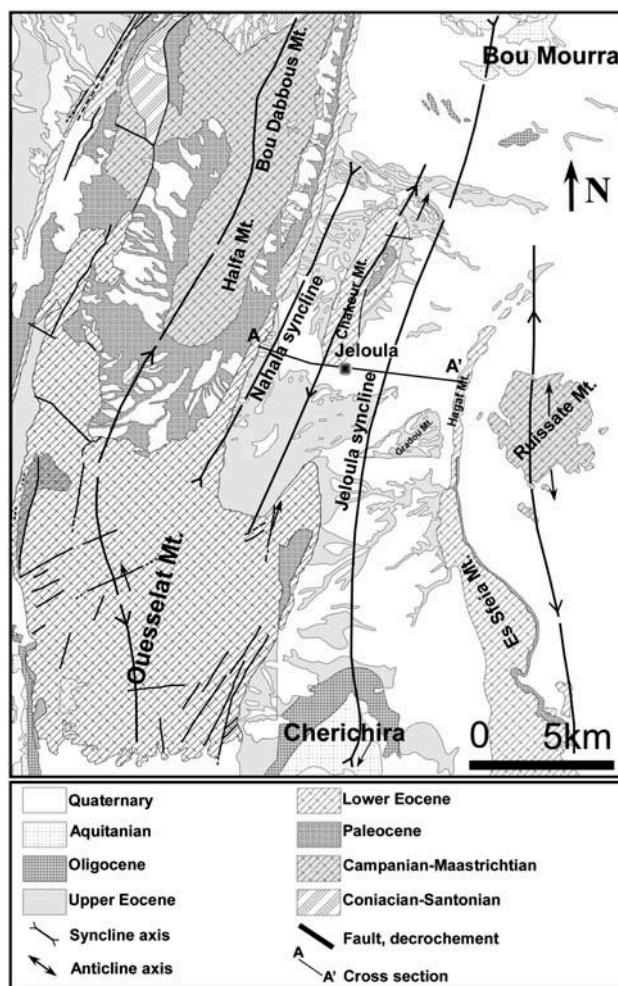 Bou Mourra
Bou Dabbous Mt.
N
Halfa Mt.
Nahala syncline
Chakeur Mt.
A
Jeloula
A'
Jeloula syncline
Hagaf Mt.
Gradou Mt.
Ruissate Mt.
Ouesselat Mt.
Es Sfeia Mt.
Cherichira
0 5km
Quaternary
Aquitanian
Oligocene
Upper Eocene
Syncline axis
Anticline axis
Lower Eocene
Paleocene
Campanian-Maastrichtian
Coniacian-Santonian
Fault, decrochement
A
A' Cross section